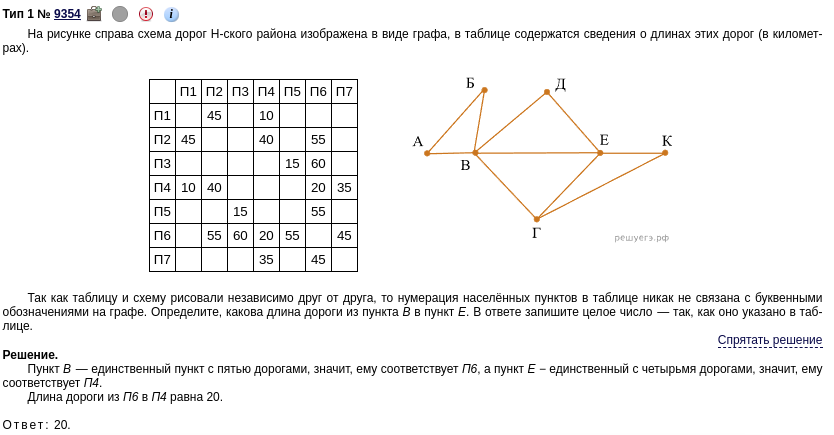 Тип 1 № 9354 i
На рисунке справа схема дорог Н-ского района изображена в виде графа, в таблице содержатся сведения о длинах этих дорог (в километ-
рах).
П1 П2 П3 П4 П5 П6 П7
П1 45 10
П2 45 40 55
П3 15 60
П4 10 40 20 35
П5 15 55
П6 55 60 20 55 45
П7 35 45
Б Д
А В Е К
Г
решуегэ.рф
Так как таблицу и схему рисовали независимо друг от друга, то нумерация населённых пунктов в таблице никак не связана с буквенными
обозначениями на графе. Определите, какова длина дороги из пункта В в пункт Е. В ответе запишите целое число — так, как оно указано в таб-
лице.
Спрятать решение
Решение.
Пункт В — единственный пункт с пятью дорогами, значит, ему соответствует П6, а пункт Е − единственный с четырьмя дорогами, значит, ему
соответствует П4.
Длина дороги из П6 в П4 равна 20.
Ответ: 20.